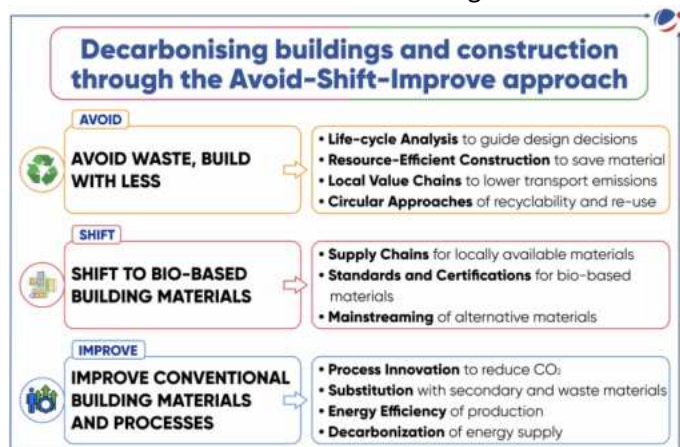 Decarbonising buildings and construction
through the Avoid-Shift-Improve approach
AVOID
AVOID WASTE, BUILD
WITH LESS
• Life-cycle Analysis to guide design decisions
• Resource-Efficient Construction to save material
• Local Value Chains to lower transport emissions
• Circular Approaches of recyclability and re-use
SHIFT
SHIFT TO BIO-BASED
BUILDING MATERIALS
• Supply Chains for locally available materials
• Standards and Certifications for bio-based
materials
• Mainstreaming of alternative materials
IMPROVE
IMPROVE CONVENTIONAL
BUILDING MATERIALS
AND PROCESSES
• Process Innovation to reduce CO₂
• Substitution with secondary and waste materials
• Energy Efficiency of production
• Decarbonization of energy supply